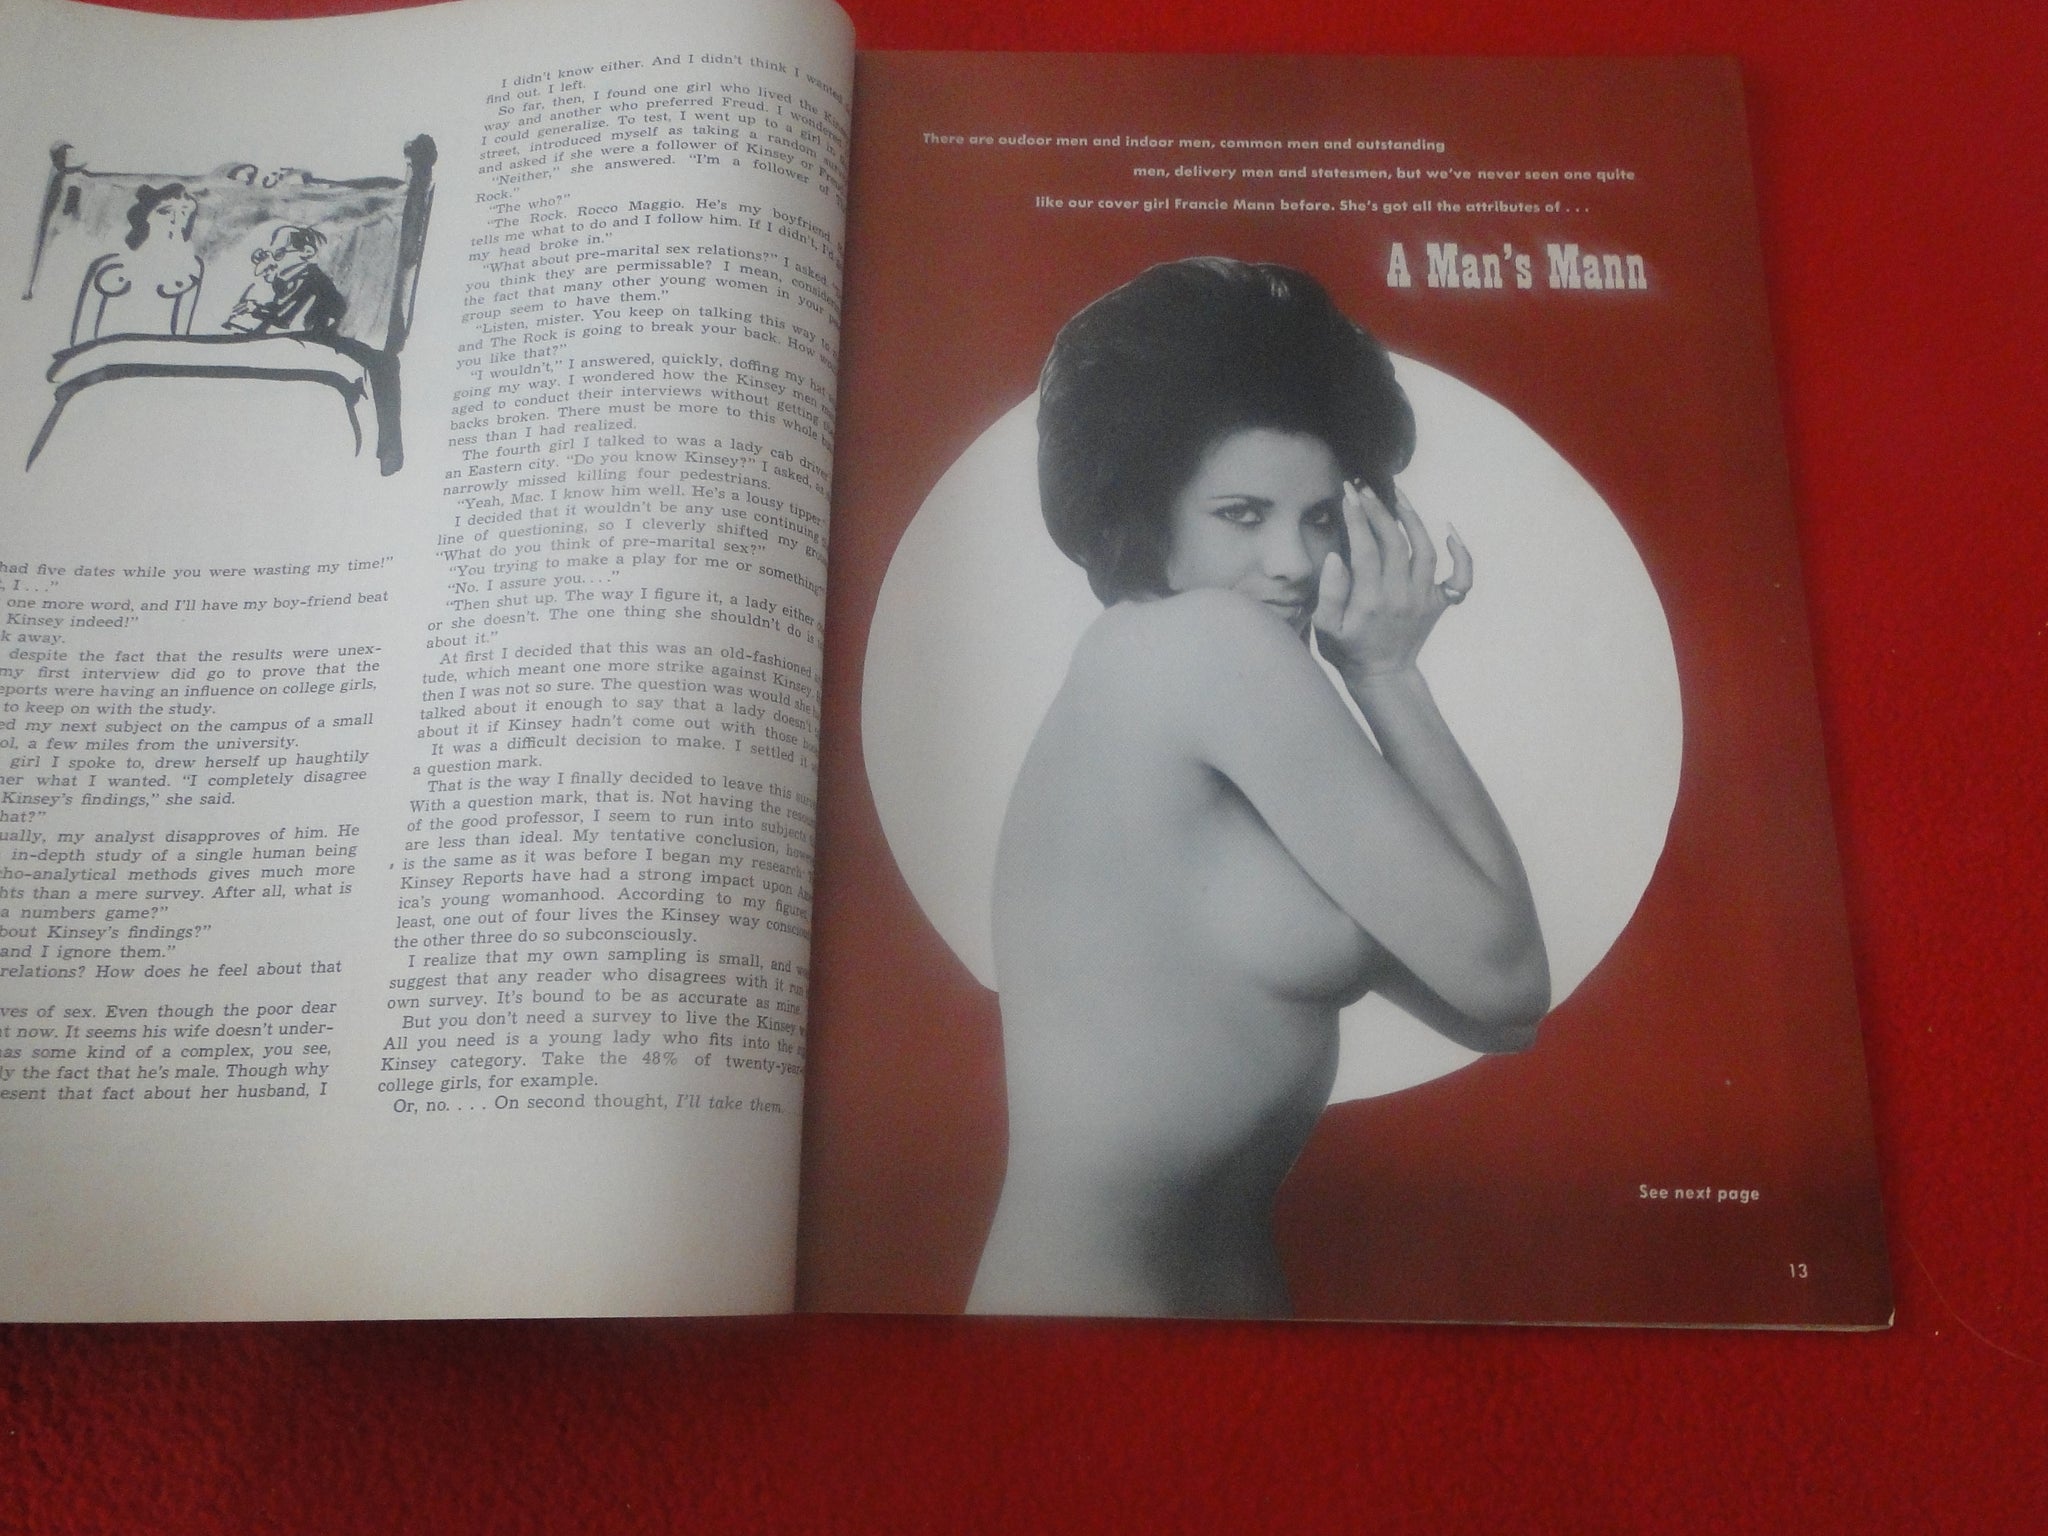 had five dates while you were wasting my time!"
I . . ."
one more word, and I'll have my boy-friend beat
Kinsey indeed!"
away.
despite the fact that the results were unex-
my first interview did go to prove that the
were having an influence on college girls,
to keep on with the study.
my next subject on the campus of a small
a few miles from the university.
girl I spoke to, drew herself up haughtily
what I wanted. "I completely disagree
Kinsey's findings," she said.
my analyst disapproves of him. He
in-depth study of a single human being
methods gives much more
than a mere survey. After all, what is
a numbers game?"
Kinsey's findings?"
and I ignore them."
relations? How does he feel about that
of sex. Even though the poor dear
now. It seems his wife doesn't under-
some kind of a complex, you see,
the fact that he's male. Though why
that fact about her husband, I
I didn't know either. And I didn't think I wanted
find out. I left.
So far, then, I found one girl who lived the
way and another who preferred Freud. I wondered
I could generalize. To test, I went up to a girl in
street, introduced myself as taking a random
and asked if she were a follower of Kinsey or
"Neither," she answered. "I'm a follower of
Rock."
"The who?"
"The Rock. Rocco Maggio. He's my boyfriend.
tells me what to do and I follow him. If I didn't,
my head broke in."
"What about pre-marital sex relations?" I asked.
you think they are permissable? I mean,
the fact that many other young women in your
group seem to have them."
"Listen, mister. You keep on talking this way to
and The Rock is going to break your back. How
you like that?"
"I wouldn't," I answered, quickly, doffing my hat
going my way. I wondered how the Kinsey men
aged to conduct their interviews without getting
backs broken. There must be more to this whole
ness than I had realized.
The fourth girl I talked to was a lady cab driver
an Eastern city. "Do you know Kinsey?" I asked,
narrowly missed killing four pedestrians.
"Yeah, Mac. I know him well. He's a lousy tipper."
I decided that it wouldn't be any use continuing
line of questioning, so I cleverly shifted my
"What do you think of pre-marital sex?"
"You trying to make a play for me or something?"
"No. I assure you. . . ."
"Then shut up. The way I figure it, a lady either
or she doesn't. The one thing she shouldn't do is
about it."
At first I decided that this was an old-fashioned
tude, which meant one more strike against Kinsey.
then I was not so sure. The question was would she
talked about it enough to say that a lady doesn't
about it if Kinsey hadn't come out with those
It was a difficult decision to make. I settled it
a question mark.
That is the way I finally decided to leave this
With a question mark, that is. Not having the
of the good professor, I seem to run into subjects
are less than ideal. My tentative conclusion,
is the same as it was before I began my research.
Kinsey Reports have had a strong impact upon
ica's young womanhood. According to my figures,
least, one out of four lives the Kinsey way
the other three do so subconsciously.
I realize that my own sampling is small, and
suggest that any reader who disagrees with it run
own survey. It's bound to be as accurate as mine.
But you don't need a survey to live the Kinsey
All you need is a young lady who fits into the
Kinsey category. Take the 48% of
college girls, for example.
Or, no. . . . On second thought, I'll take them.
There are oudoor men and indoor men, common men and outstanding
men, delivery men and statesmen, but we've never seen one quite
like our cover girl Francie Mann before. She's got all the attributes of . . .
A Man's Mann
See next page
13